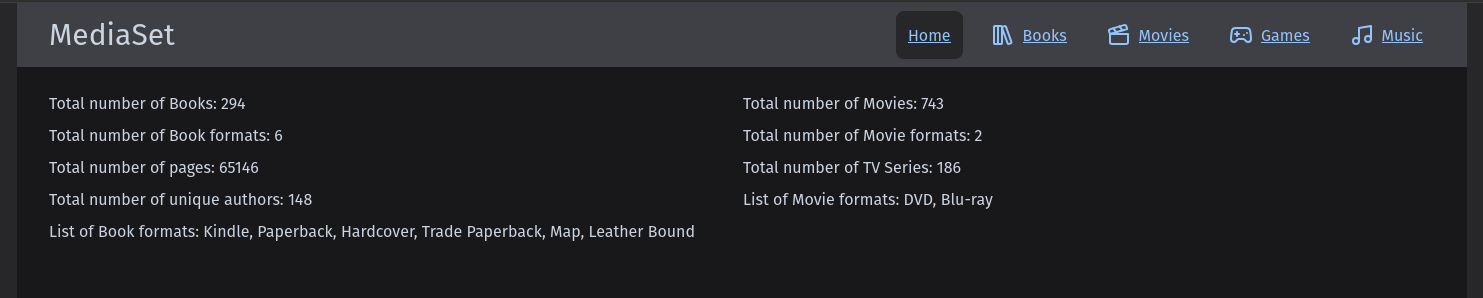 MediaSet
Home
Books
Movies
Games
Music
Total number of Books: 294
Total number of Book formats: 6
Total number of pages: 65146
Total number of unique authors: 148
List of Book formats: Kindle, Paperback, Hardcover, Trade Paperback, Map, Leather Bound
Total number of Movies: 743
Total number of Movie formats: 2
Total number of TV Series: 186
List of Movie formats: DVD, Blu-ray